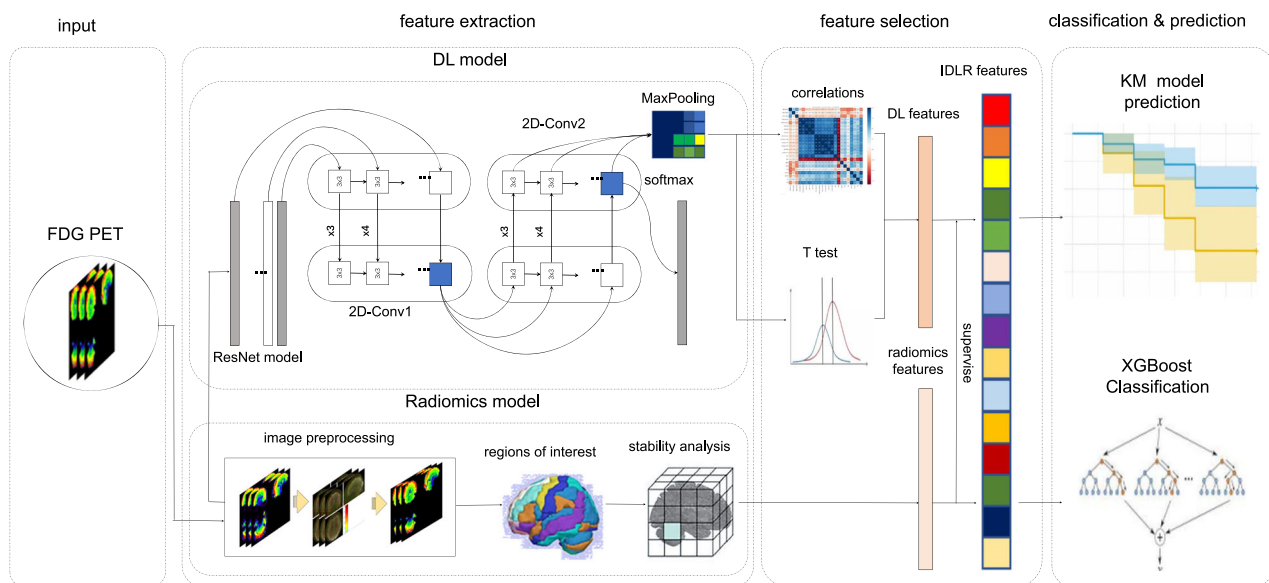 input
feature extraction
feature selection
classification & prediction
DL model
MaxPooling
2D-Conv2
softmax
3x3
3x3
3x3
3x3
x3
x4
x3
x4
3x3
3x3
3x3
3x3
2D-Conv1
ResNet model
FDG PET
Radiomics model
image preprocessing
regions of interest
stability analysis
correlations
DL features
T test
radiomics
features
supervise
IDLR features
KM model
prediction
XGBoost
Classification
X
...
+